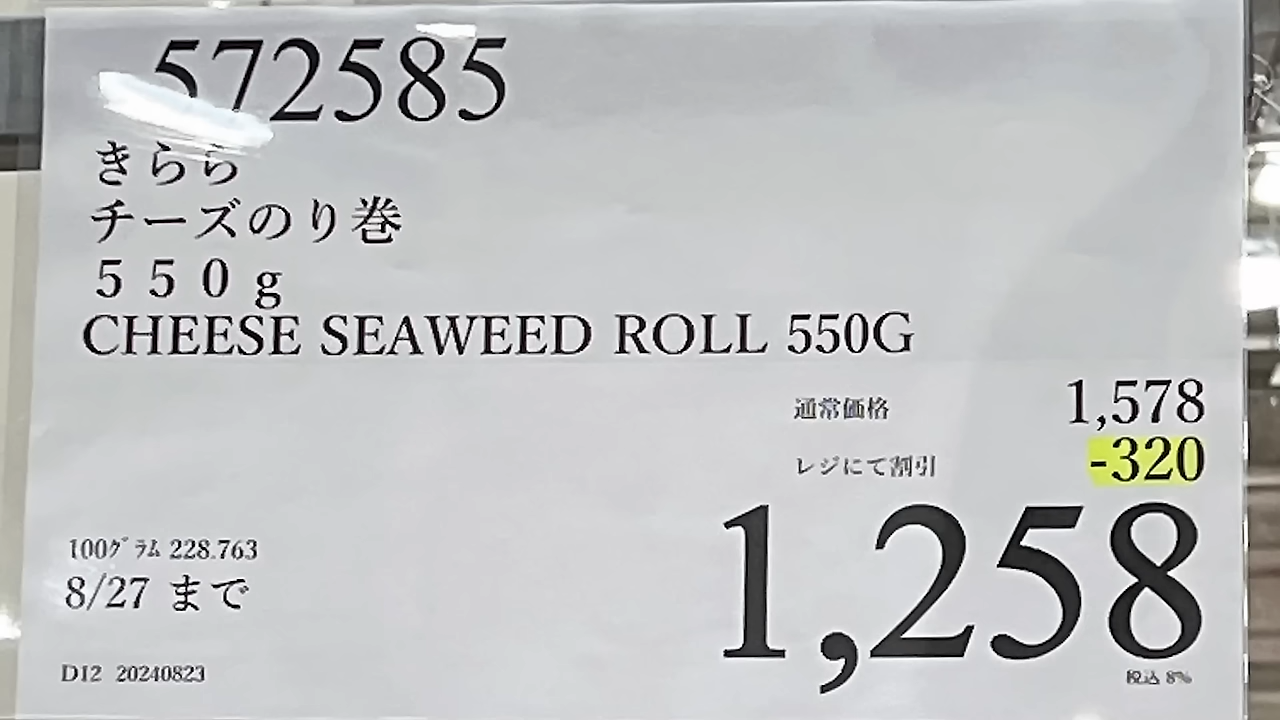 572585
きらら
チーズのり巻
５５０ｇ
CHEESE SEAWEED ROLL 550G
通常価格 1,578
レジにて割引 -320
1,258
税込 8%
100ｸﾞﾗﾑ 228.763
8/27 まで
D12 20240823